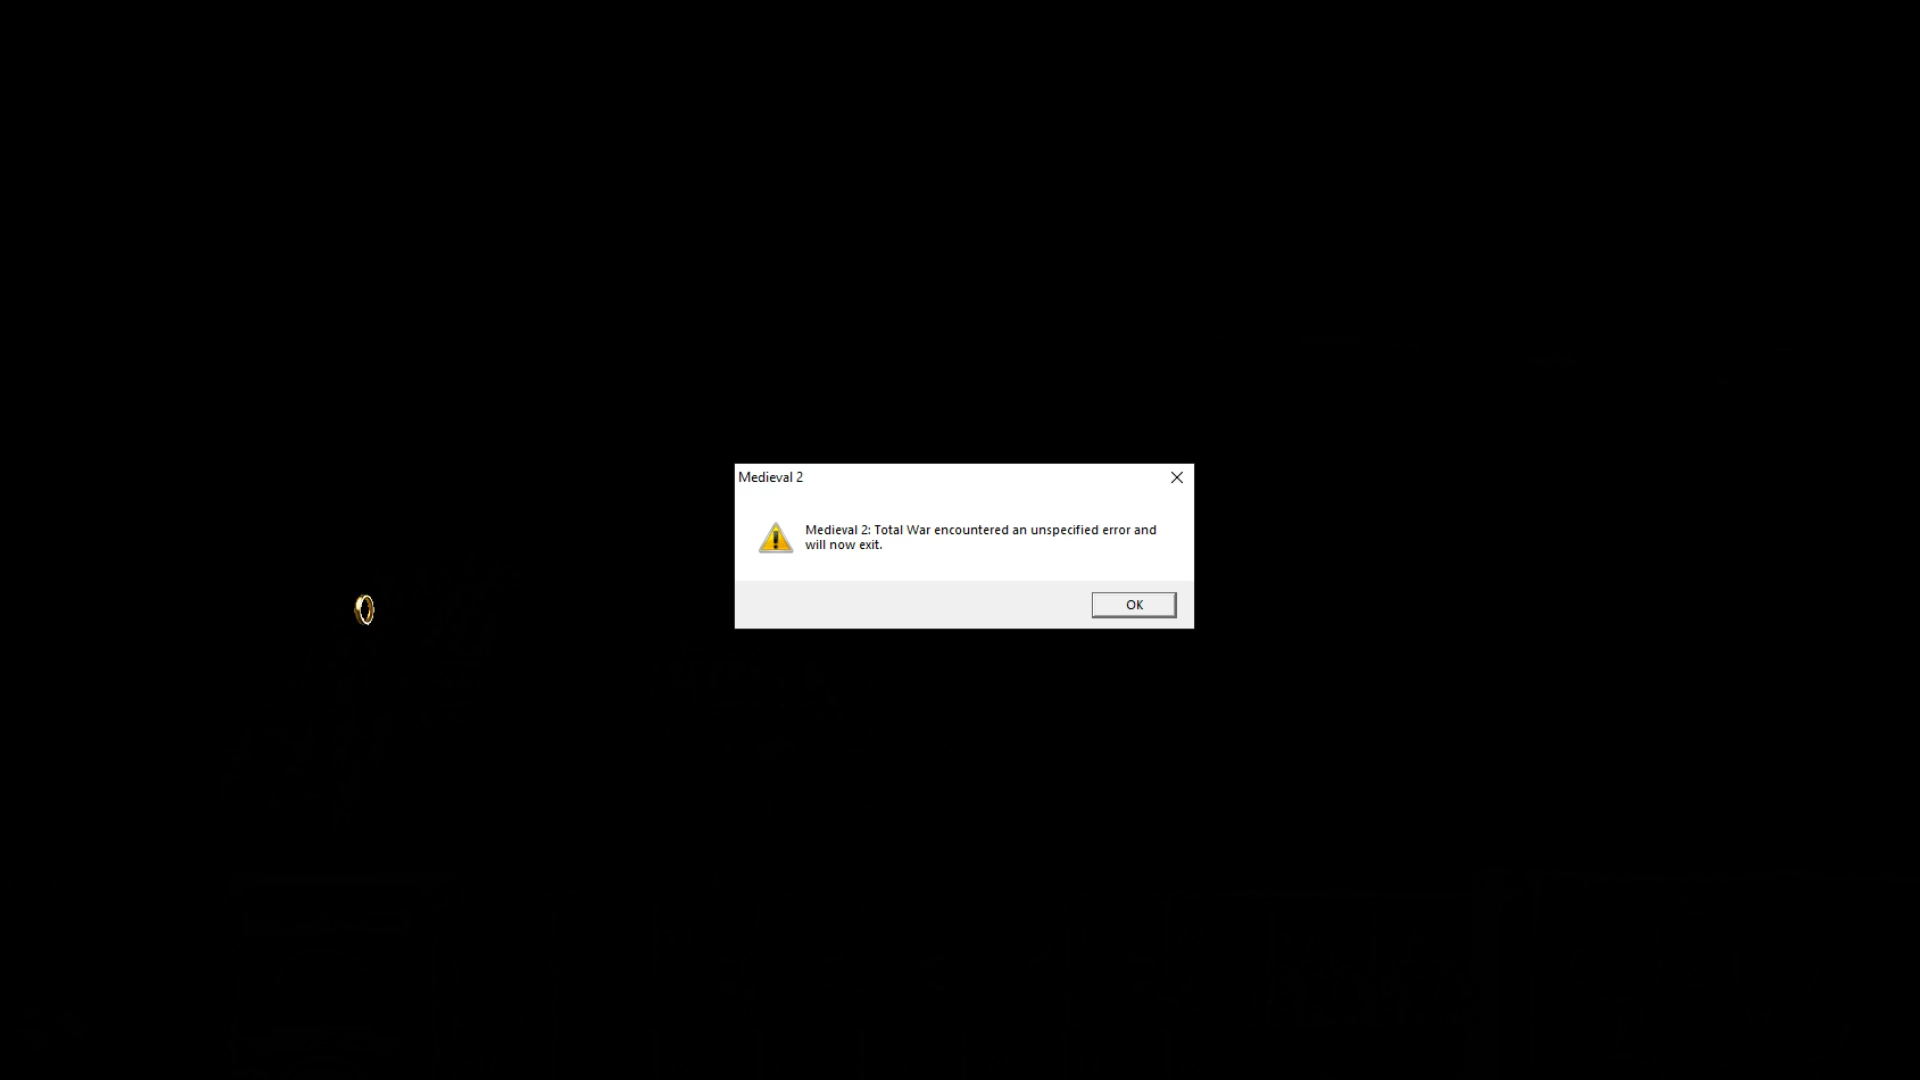 Medieval 2
Medieval 2: Total War encountered an unspecified error and
will now exit.
OK